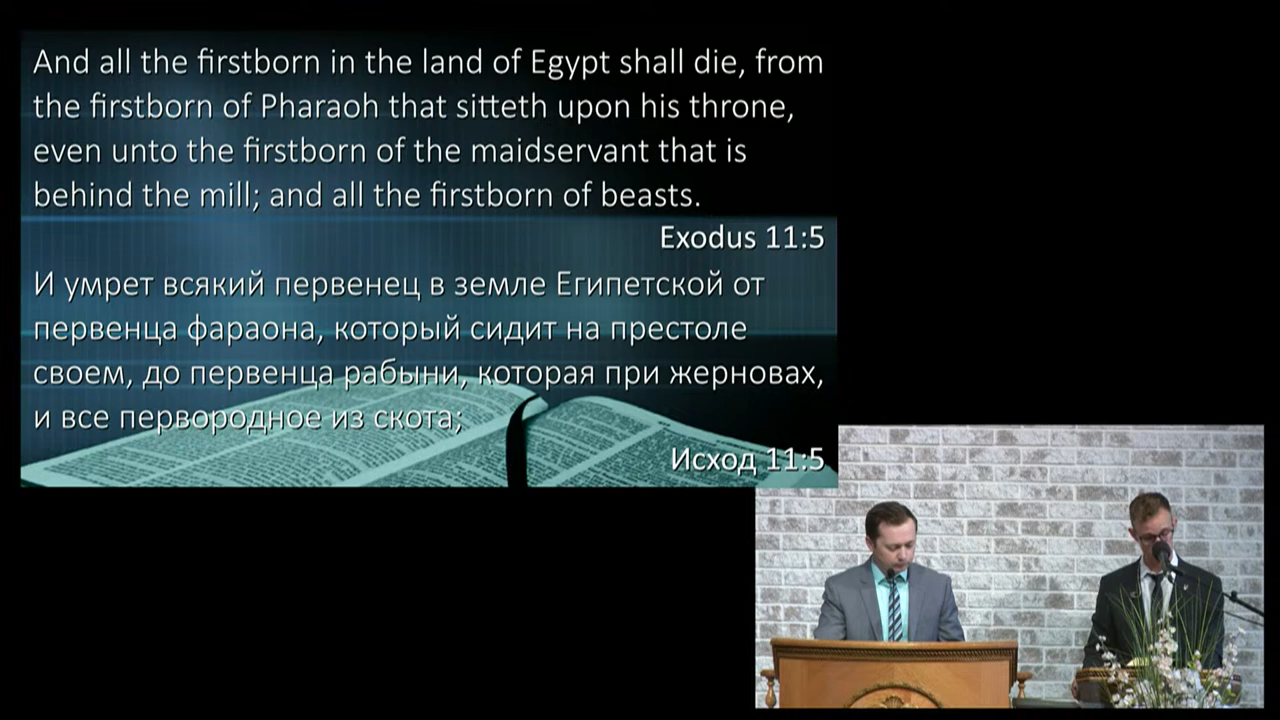 And all the firstborn in the land of Egypt shall die, from
the firstborn of Pharaoh that sitteth upon his throne,
even unto the firstborn of the maidservant that is
behind the mill; and all the firstborn of beasts.
Exodus 11:5
И умрет всякий первенец в земле Египетской от
первенца фараона, который сидит на престоле
своем, до первенца рабыни, которая при жерновах,
и все первородное из скота;
Исход 11:5